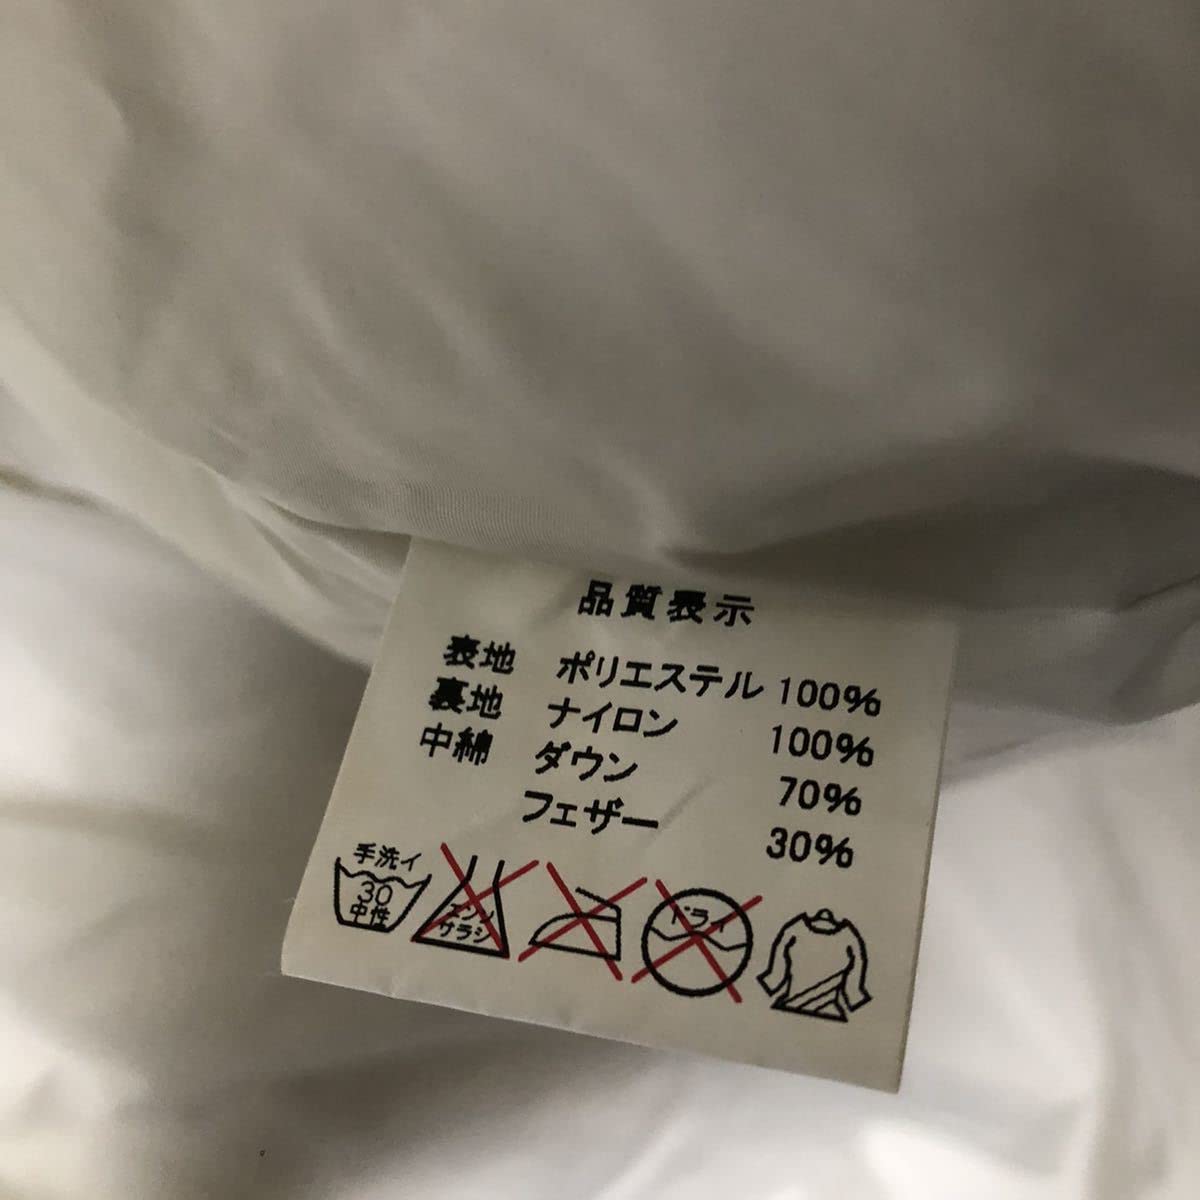 品質表示
表地 ポリエステル 100%
裏地 ナイロン 100%
中綿 ダウン 70%
フェザー 30%
手洗イ
30
中性
エンソ
サラシ
ドライ